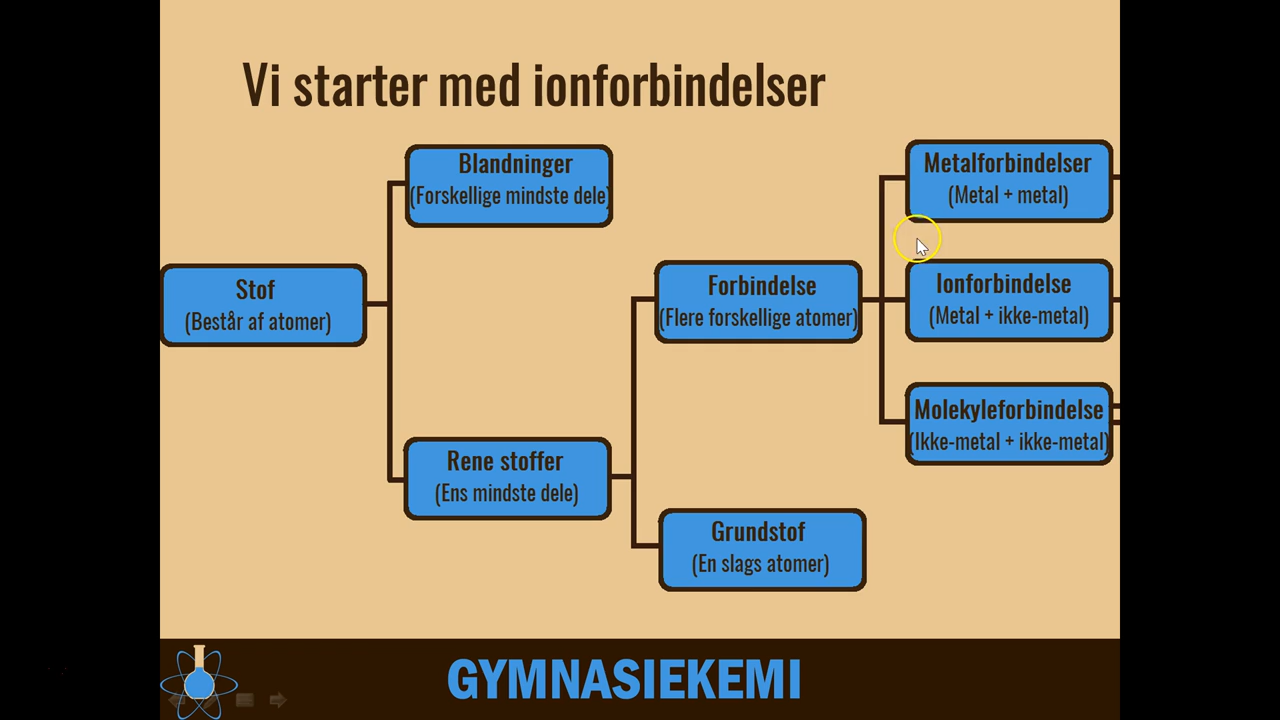 Vi starter med ionforbindelser
Blandninger
(Forskellige mindste dele)
Metalforbindelser
(Metal + metal)
Stof
(Består af atomer)
Forbindelse
(Flere forskellige atomer)
Ionforbindelse
(Metal + ikke-metal)
Molekyleforbindelse
(Ikke-metal + ikke-metal)
Rene stoffer
(Ens mindste dele)
Grundstof
(En slags atomer)
GYMNASIEKEMI